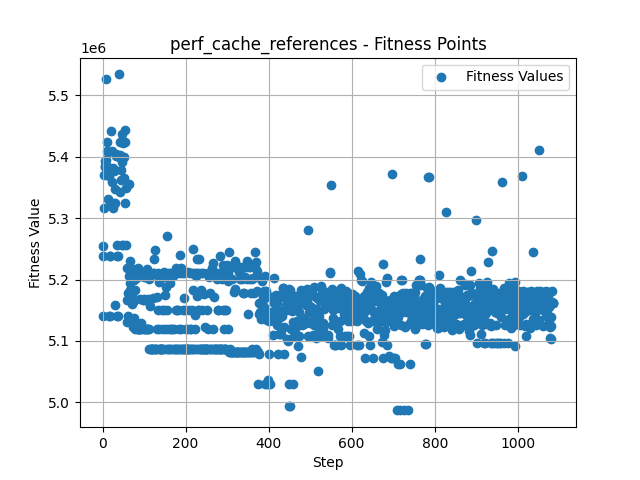 perf_cache_references - Fitness Points
1e6
Fitness Values
5.5
5.4
5.3
5.2
5.1
5.0
Fitness Value
0 200 400 600 800 1000
Step